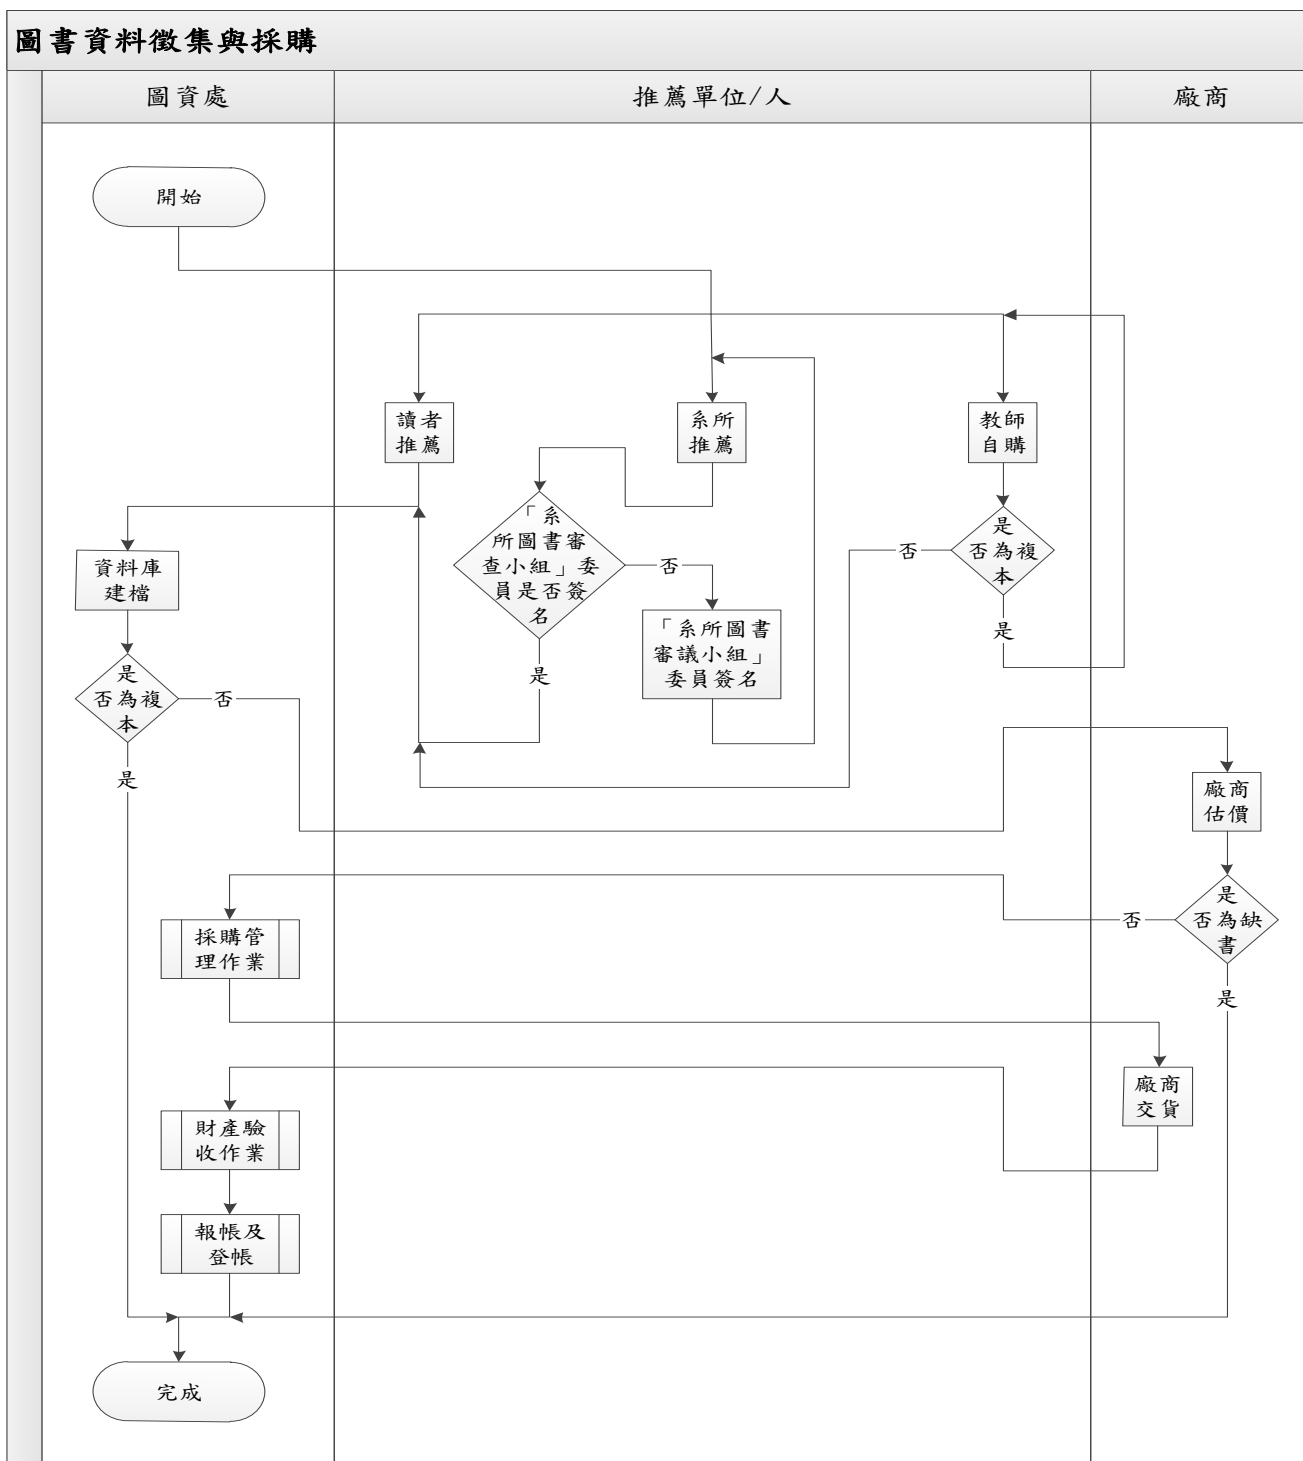 圖書資料徵集與採購
圖資處
推薦單位/人
廠商
開始
讀者
推薦
系所
推薦
教師
自購
「系
所圖書審
查小組」委
員是否簽
名
否
是
「系所圖書
審議小組」
委員簽名
是
否為複
本
否
是
資料庫
建檔
是
否為複
本
否
是
廠商
估價
是
否為缺
書
否
是
採購管
理作業
廠商
交貨
財產驗
收作業
報帳及
登帳
完成